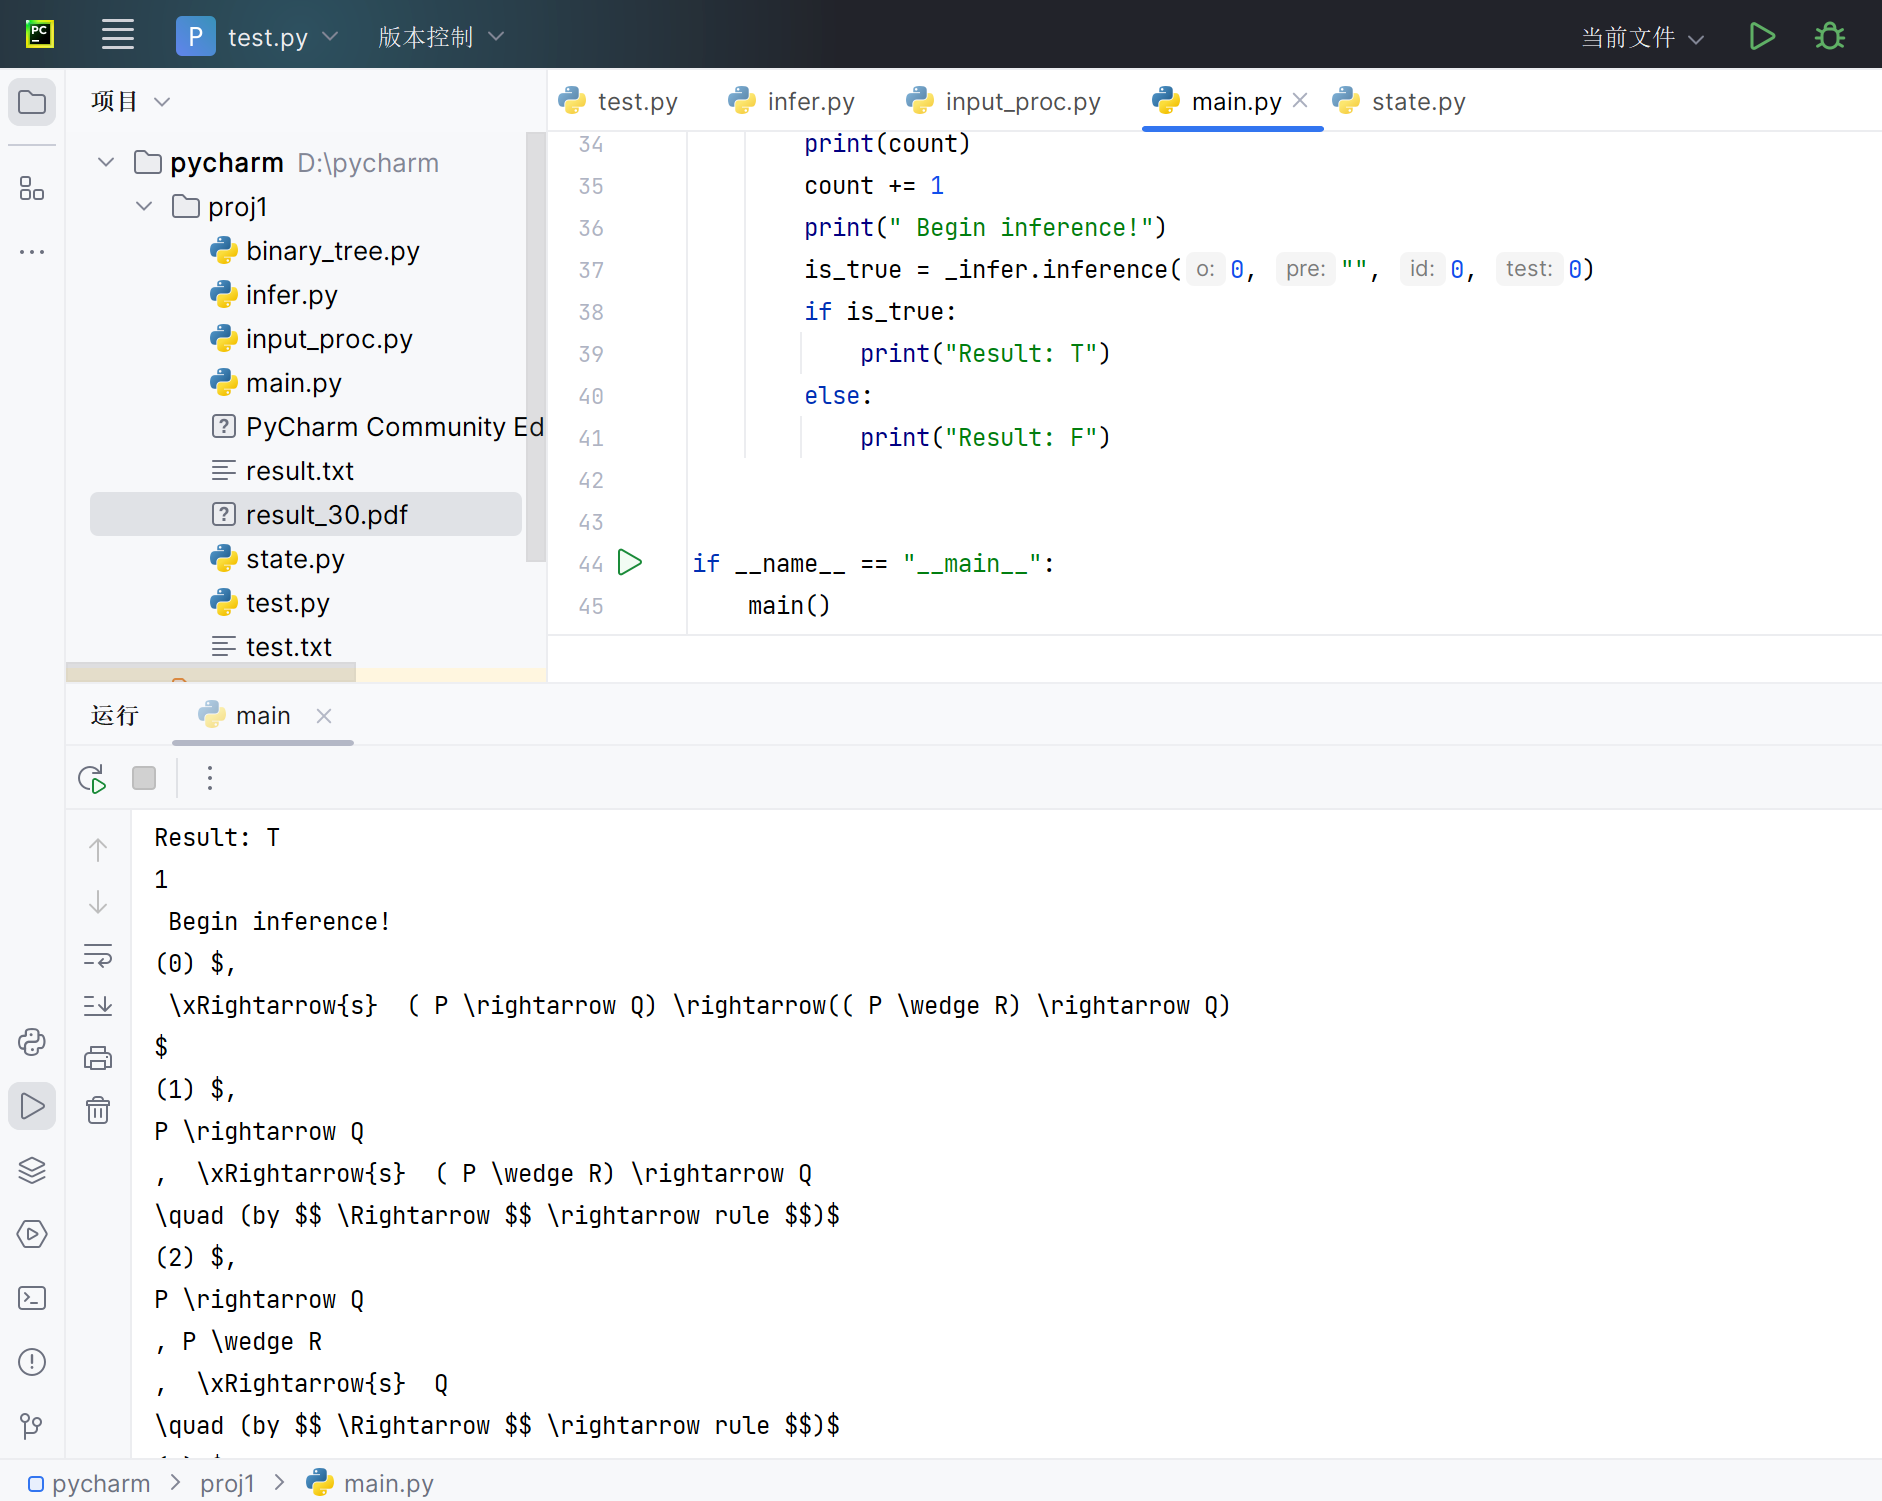 PC
P test.py 版本控制 当前文件
项目
test.py infer.py input_proc.py main.py state.py
pycharm D:\pycharm
proj1
binary_tree.py
infer.py
input_proc.py
main.py
PyCharm Community Ed
result.txt
result_30.pdf
state.py
test.py
test.txt
34 print(count)
35 count += 1
36 print(" Begin inference!")
37 is_true = _infer.inference( o: 0, pre: "", id: 0, test: 0)
38 if is_true:
39 print("Result: T")
40 else:
41 print("Result: F")
42
43
44 if __name__ == "__main__":
45 main()
运行 main
Result: T
1
 Begin inference!
(0) $,
 \xRightarrow{s}  ( P \rightarrow Q) \rightarrow(( P \wedge R) \rightarrow Q)
$
(1) $,
P \rightarrow Q
,  \xRightarrow{s}  ( P \wedge R) \rightarrow Q
\quad (by $$ \Rightarrow $$ \rightarrow rule $$)$
(2) $,
P \rightarrow Q
, P \wedge R
,  \xRightarrow{s}  Q
\quad (by $$ \Rightarrow $$ \rightarrow rule $$)$
pycharm > proj1 > main.py